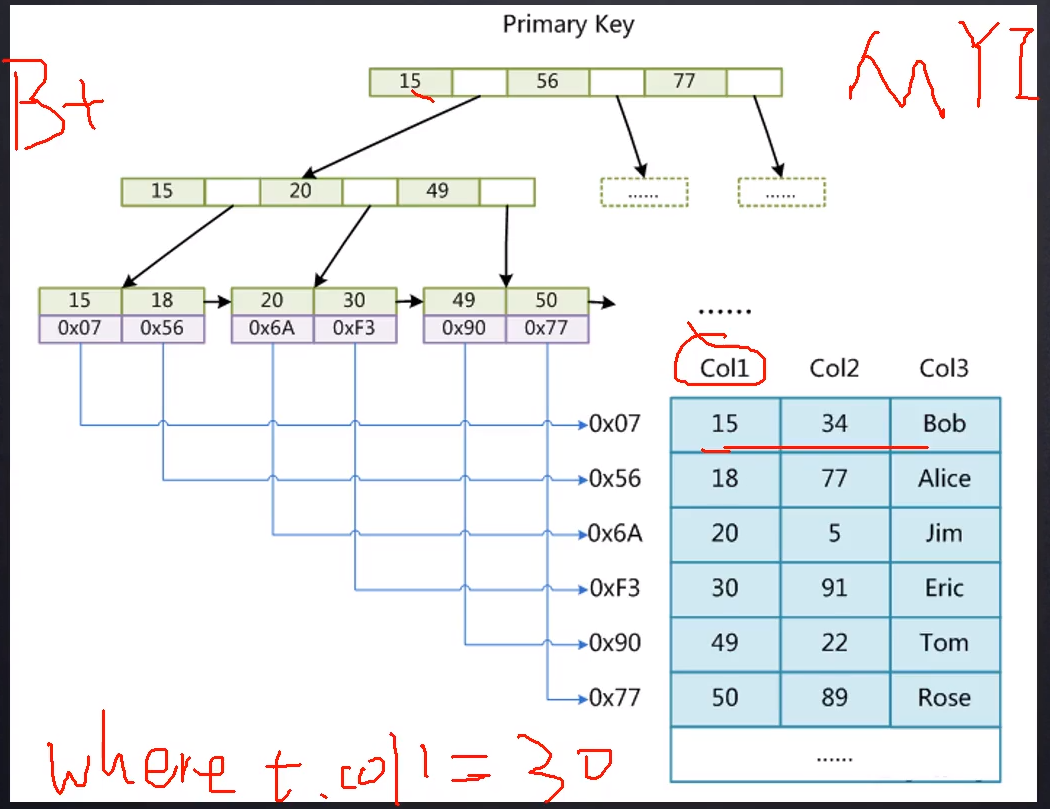 Primary Key
B+
MYI
15 56 77
15 20 49 ...... ......
15 18 20 30 49 50
0x07 0x56 0x6A 0xF3 0x90 0x77
......
Col1 Col2 Col3
0x07 15 34 Bob
0x56 18 77 Alice
0x6A 20 5 Jim
0xF3 30 91 Eric
0x90 49 22 Tom
0x77 50 89 Rose
......
where t.col1 = 30